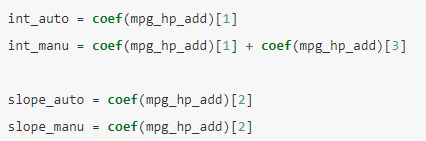 int_auto = coef(mpg_hp_add)[1]
int_manu = coef(mpg_hp_add)[1] + coef(mpg_hp_add)[3]
slope_auto = coef(mpg_hp_add)[2]
slope_manu = coef(mpg_hp_add)[2]